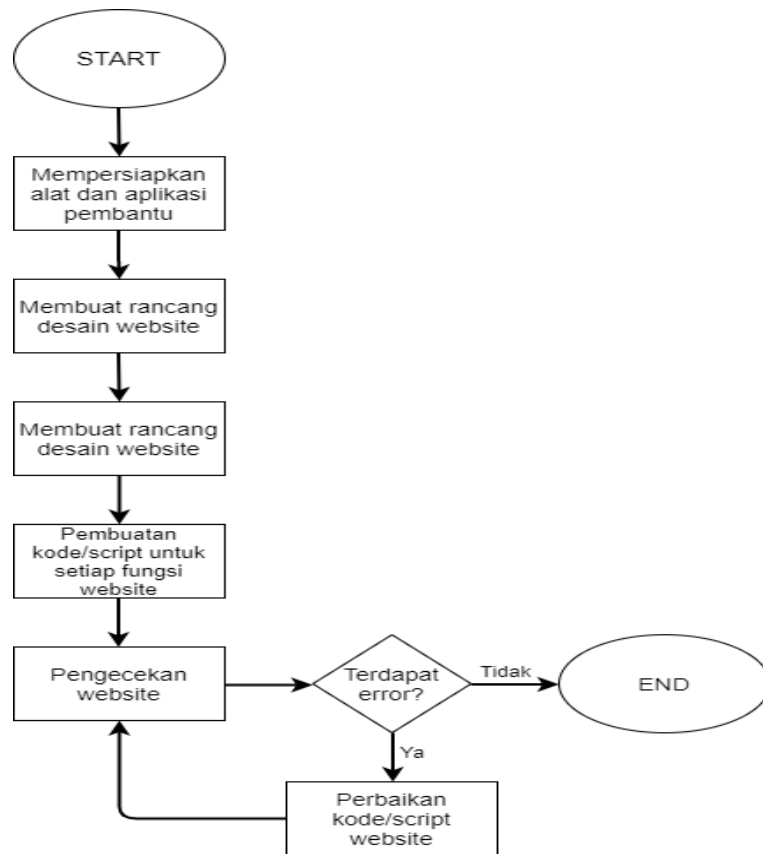 START
Mempersiapkan
alat dan aplikasi
pembantu
Membuat rancang
desain website
Membuat rancang
desain website
Pembuatan
kode/script untuk
setiap fungsi
website
Pengecekan
website
Terdapat
error?
Tidak
END
Ya
Perbaikan
kode/script
website